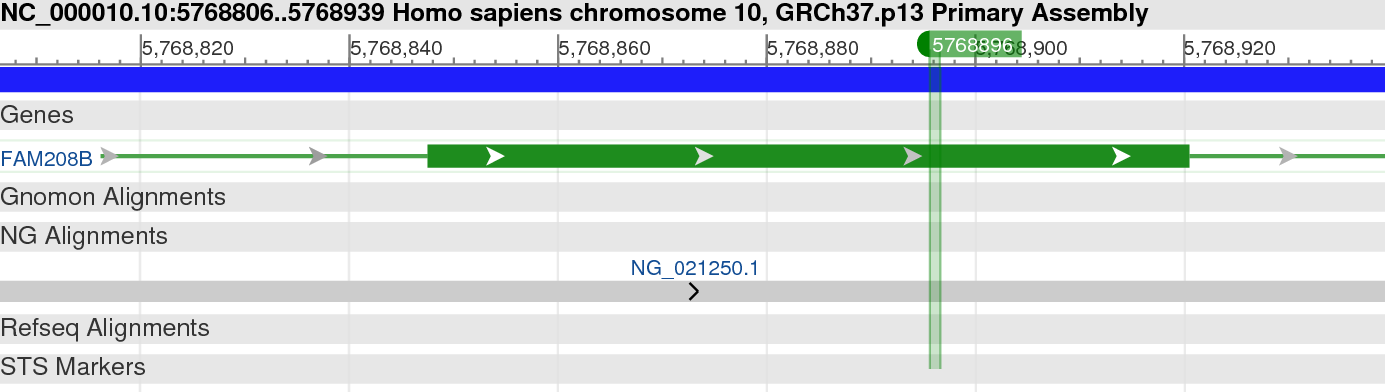 NC_000010.10:5768806..5768939 Homo sapiens chromosome 10, GRCh37.p13 Primary Assembly
5,768,820 5,768,840 5,768,860 5,768,880 5768896 5,768,900 5,768,920
Genes
FAM208B
Gnomon Alignments
NG Alignments
NG_021250.1
Refseq Alignments
STS Markers